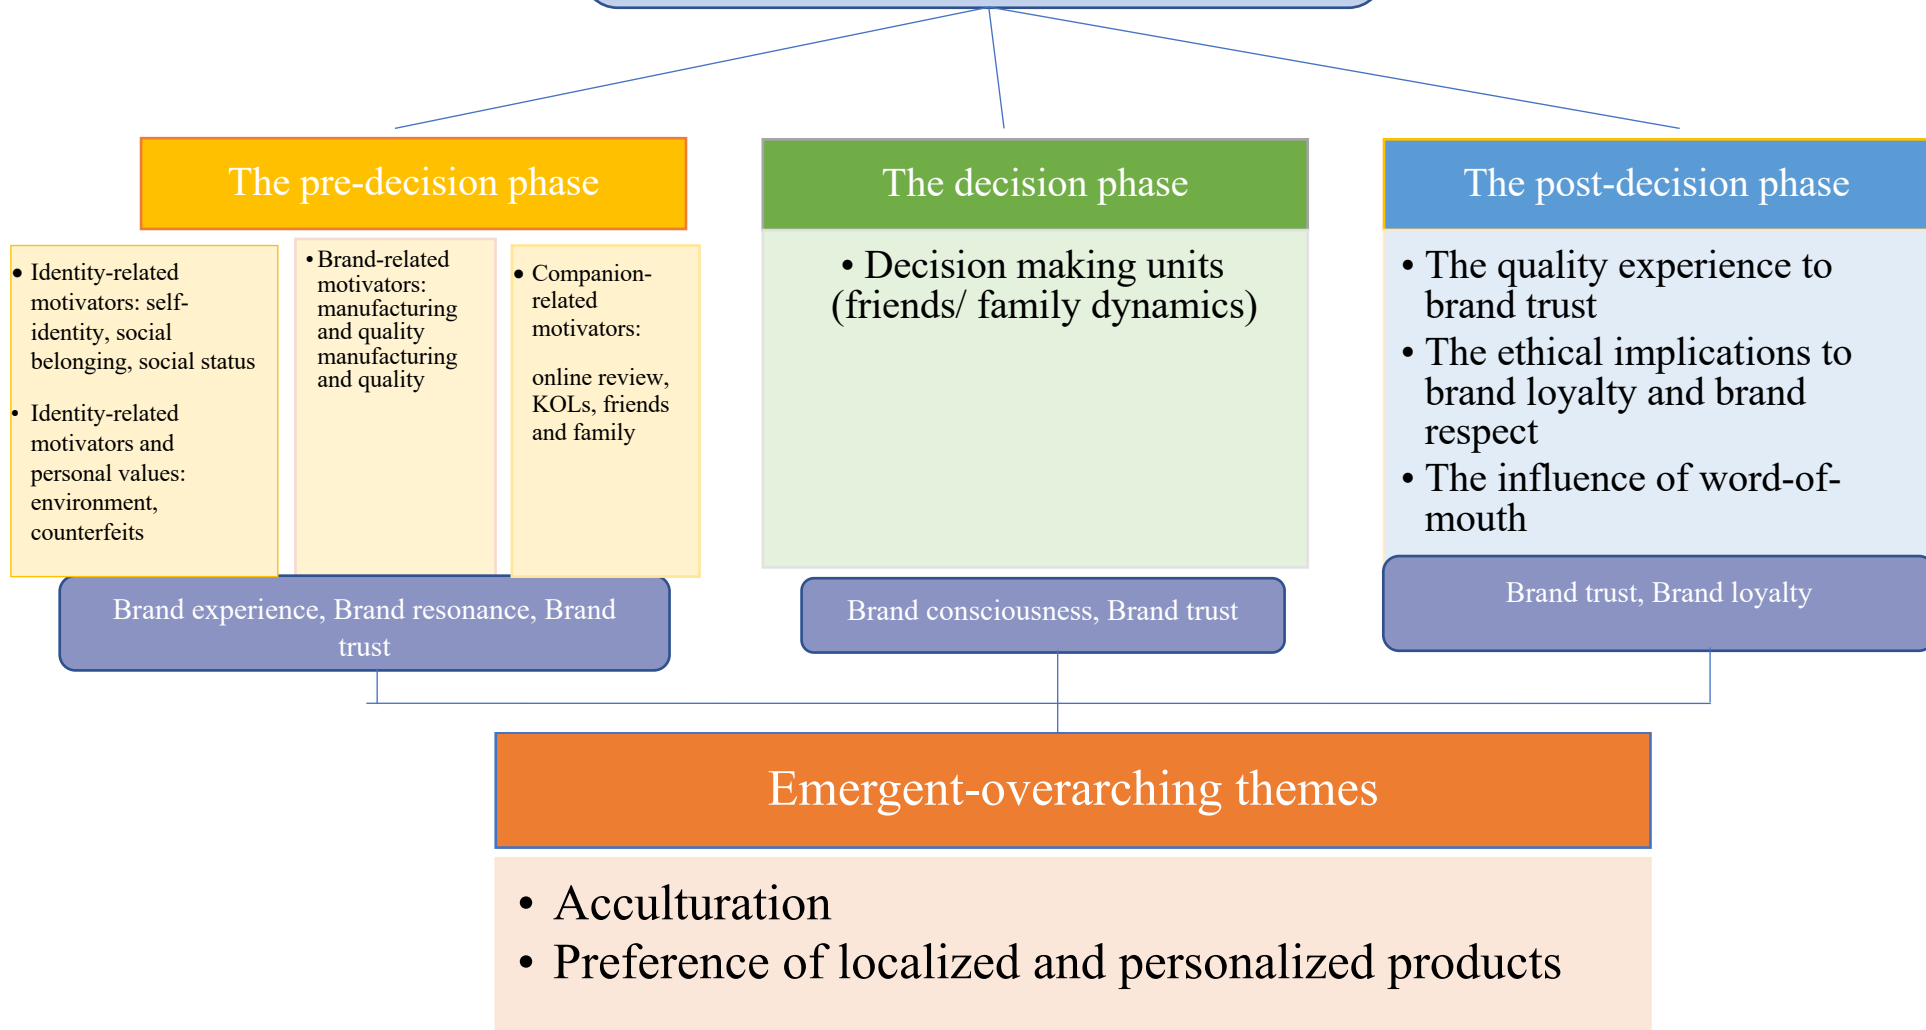 The pre-decision phase
• Identity-related
motivators: self-
identity, social
belonging, social status
• Identity-related
motivators and
personal values:
environment,
counterfeits
• Brand-related
motivators:
manufacturing
and quality
manufacturing
and quality
• Companion-
related
motivators:
online review,
KOLs, friends
and family
Brand experience, Brand resonance, Brand
trust
The decision phase
• Decision making units
(friends/ family dynamics)
Brand consciousness, Brand trust
The post-decision phase
• The quality experience to
brand trust
• The ethical implications to
brand loyalty and brand
respect
• The influence of word-of-
mouth
Brand trust, Brand loyalty
Emergent-overarching themes
• Acculturation
• Preference of localized and personalized products